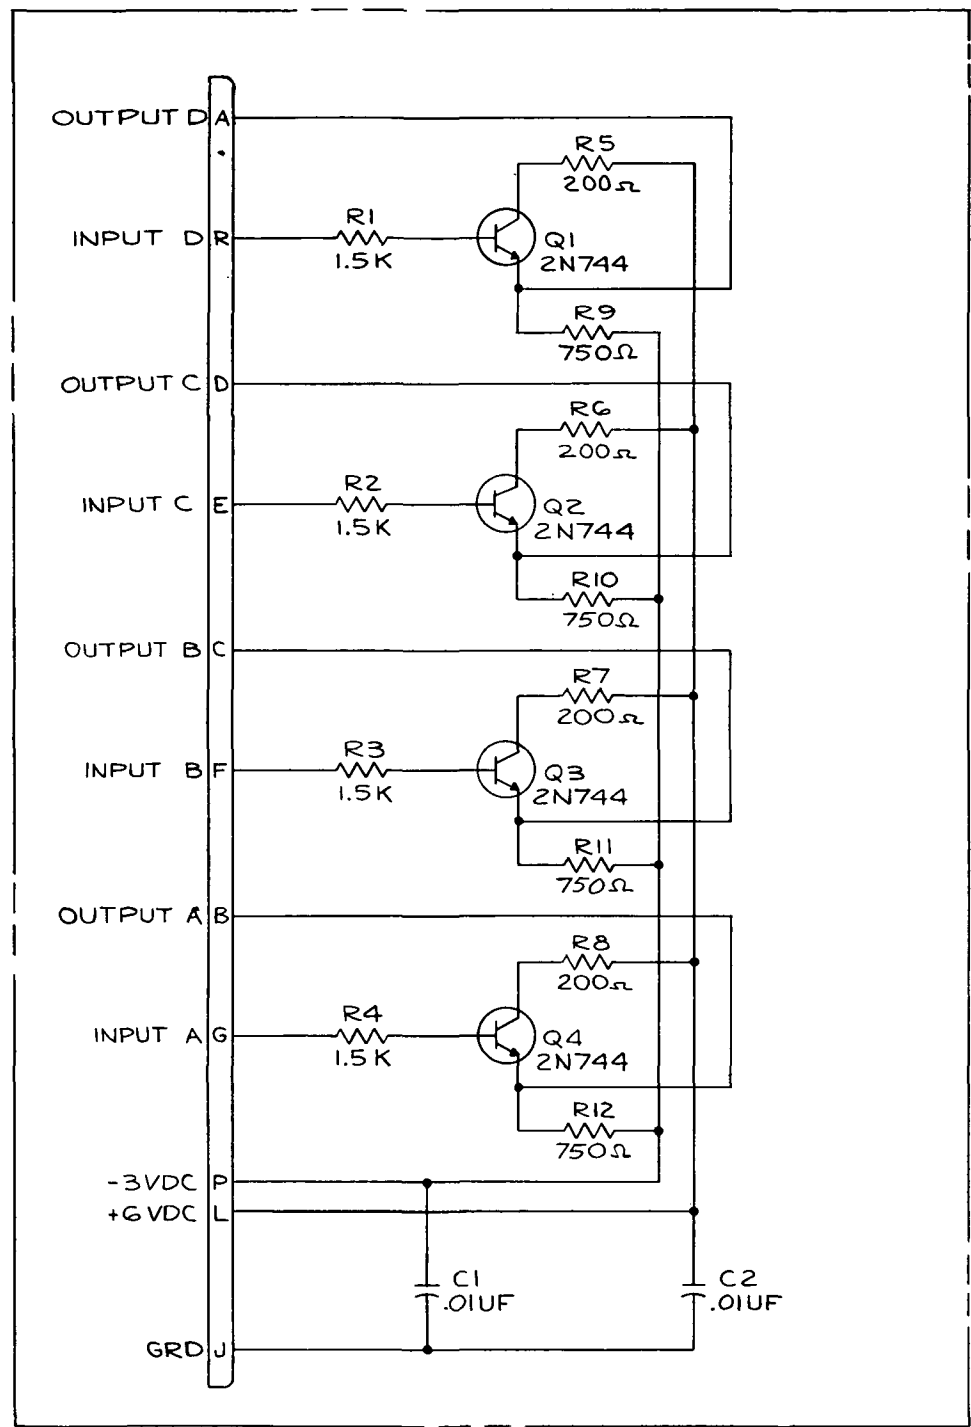 OUTPUT D A
R5
200Ω
R1
INPUT D R
Q1
1.5K
2N744
R9
750Ω
OUTPUT C D
R6
200Ω
R2
INPUT C E
Q2
1.5K
2N744
R10
750Ω
OUTPUT B C
R7
200Ω
R3
INPUT B F
Q3
1.5K
2N744
R11
750Ω
OUTPUT A B
R8
200Ω
R4
INPUT A G
Q4
1.5K
2N744
R12
750Ω
-3VDC P
+6VDC L
C1
.01UF
C2
.01UF
GRD J